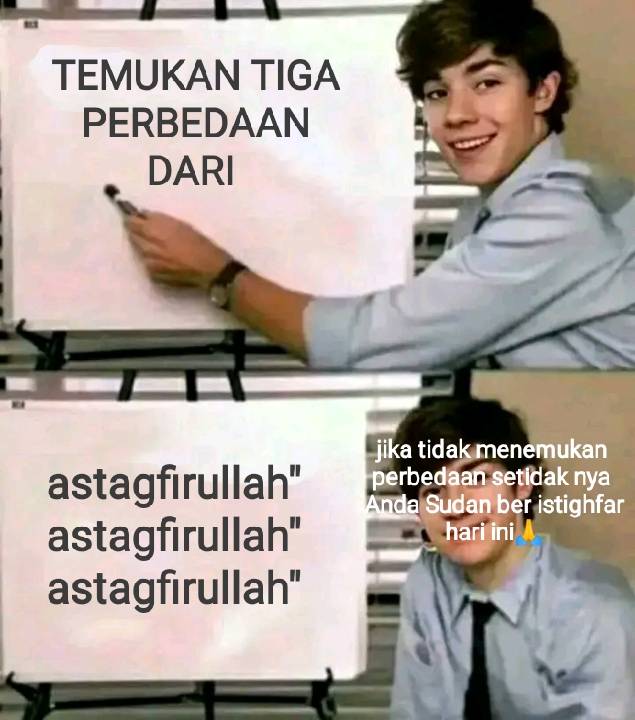 TEMUKAN TIGA
PERBEDAAN
DARI
astagfirullah"
astagfirullah"
astagfirullah"
jika tidak menemukan
perbedaan setidak nya
Anda Sudan ber istighfar
hari ini🙏